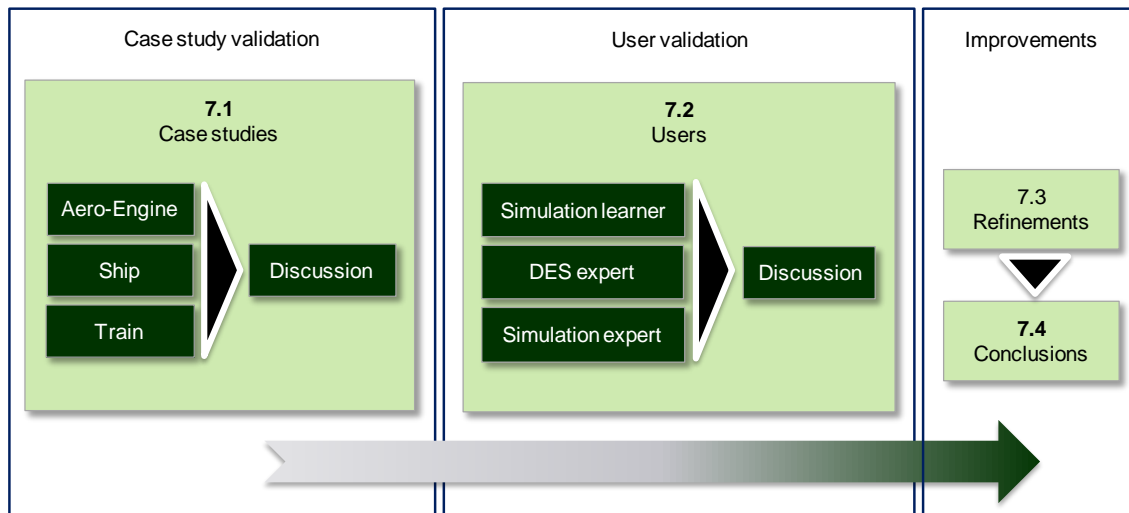 Case study validation
7.1
Case studies
Aero-Engine
Ship
Train
Discussion
User validation
7.2
Users
Simulation learner
DES expert
Simulation expert
Discussion
Improvements
7.3
Refinements
7.4
Conclusions